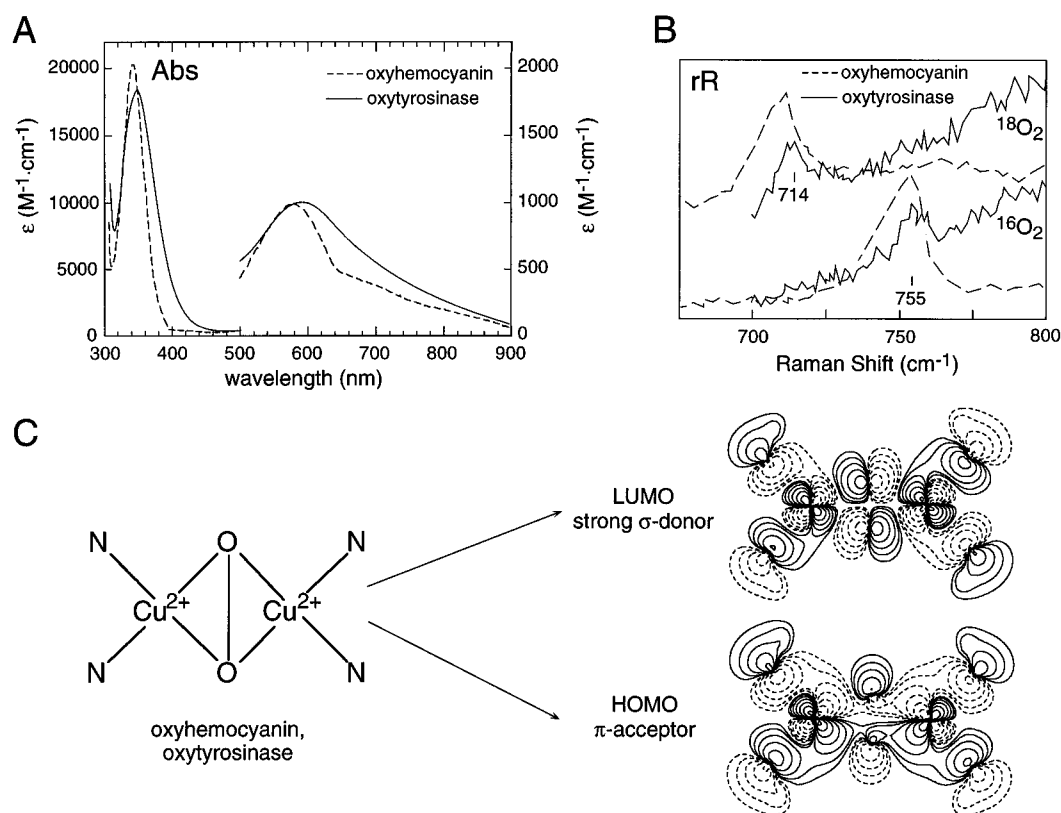 A
Abs
oxyhemocyanin
oxytyrosinase
20000
15000
10000
5000
0
2000
1500
1000
500
0
ε (M⁻¹·cm⁻¹)
ε (M⁻¹·cm⁻¹)
300 400 500 600 700 800 900
wavelength (nm)
B
rR
oxyhemocyanin
oxytyrosinase
¹⁸O₂
714
¹⁶O₂
755
700 750 800
Raman Shift (cm⁻¹)
C
N O N
Cu²⁺ Cu²⁺
N O N
oxyhemocyanin,
oxytyrosinase
LUMO
strong σ-donor
HOMO
π-acceptor